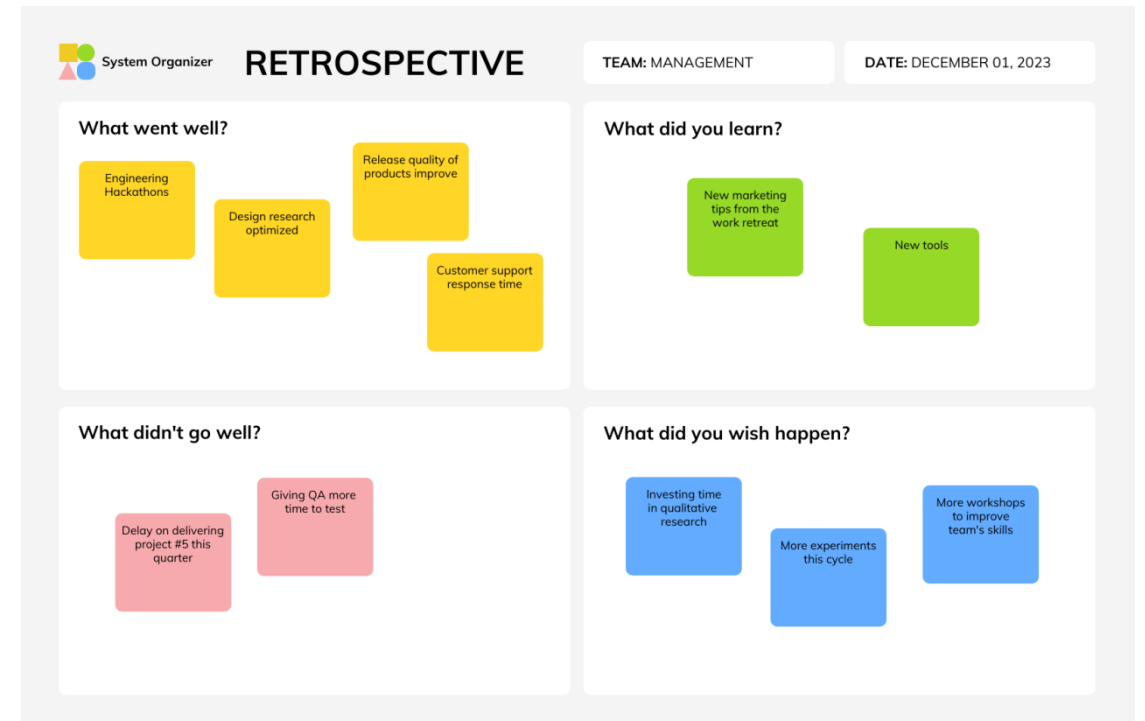 System Organizer
RETROSPECTIVE
TEAM: MANAGEMENT
DATE: DECEMBER 01, 2023
What went well?
Engineering
Hackathons
Design research
optimized
Release quality of
products improve
Customer support
response time
What did you learn?
New marketing
tips from the
work retreat
New tools
What didn't go well?
Delay on delivering
project #5 this
quarter
Giving QA more
time to test
What did you wish happen?
Investing time
in qualitative
research
More experiments
this cycle
More workshops
to improve
team's skills